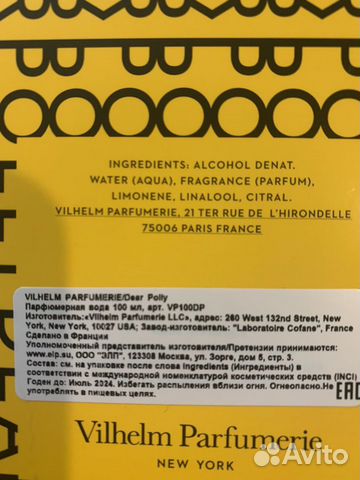 INGREDIENTS: ALCOHOL DENAT.
WATER (AQUA), FRAGRANCE (PARFUM),
LIMONENE, LINALOOL, CITRAL.
VILHELM PARFUMERIE, 21 TER RUE DE L'HIRONDELLE
75006 PARIS FRANCE
VILHELM PARFUMERIE/Dear Polly
Парфюмерная вода 100 мл, арт. VP100DP
Изготовитель:«Vilhelm Parfumerie LLC», адрес: 260 West 132nd Street, New
York, New York, 10027 USA; Завод-изготовитель: "Laboratoire Cofane", France
Сделано в Франции
Уполномоченный представитель изготовителя/Претензии принимаются:
www.elp.su, ООО "ЭЛП", 123308 Москва, ул. Зорге, дом 5, стр. 3.
Состав: см. на упаковке после слова ingredients (Ингредиенты) в
соответствии с международной номенклатурой косметических средств (INCI)
Годен до: Июль 2024. Избегать распыления вблизи огня. Огнеопасно.Не
употреблять в пищевых целях.
EAC
Vilhelm Parfumerie
NEW YORK
Avito